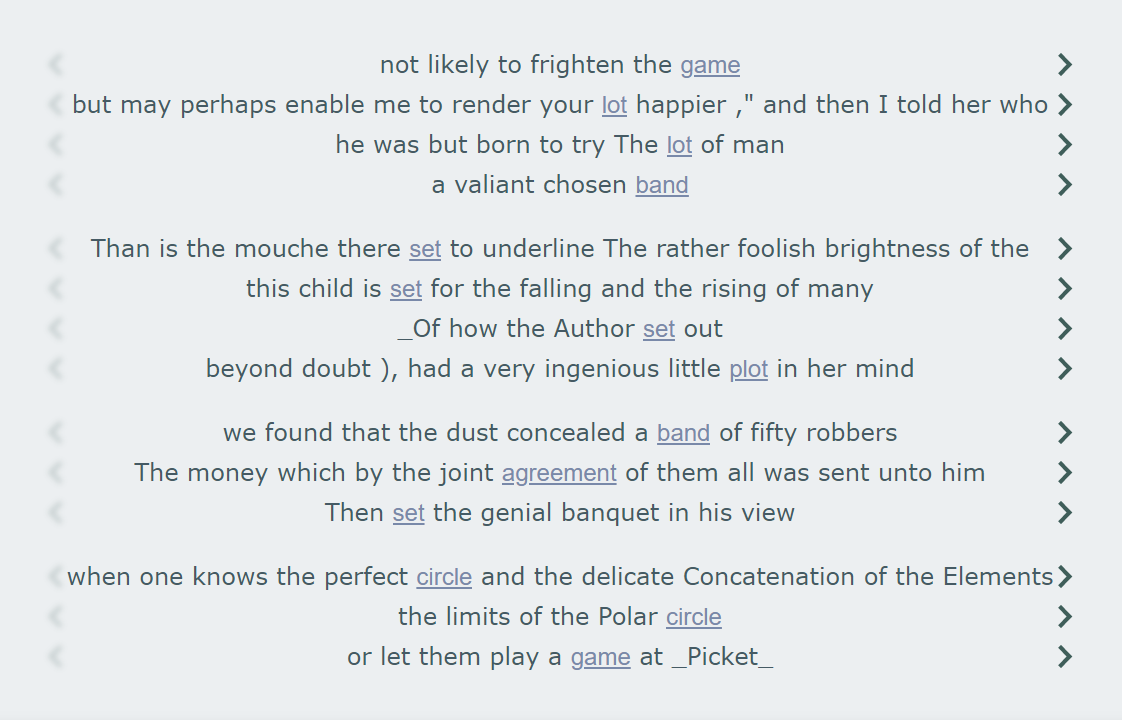 not likely to frighten the game
but may perhaps enable me to render your lot happier ," and then I told her who
he was but born to try The lot of man
a valiant chosen band
Than is the mouche there set to underline The rather foolish brightness of the
this child is set for the falling and the rising of many
_Of how the Author set out
beyond doubt ), had a very ingenious little plot in her mind
we found that the dust concealed a band of fifty robbers
The money which by the joint agreement of them all was sent unto him
Then set the genial banquet in his view
when one knows the perfect circle and the delicate Concatenation of the Elements
the limits of the Polar circle
or let them play a game at _Picket_